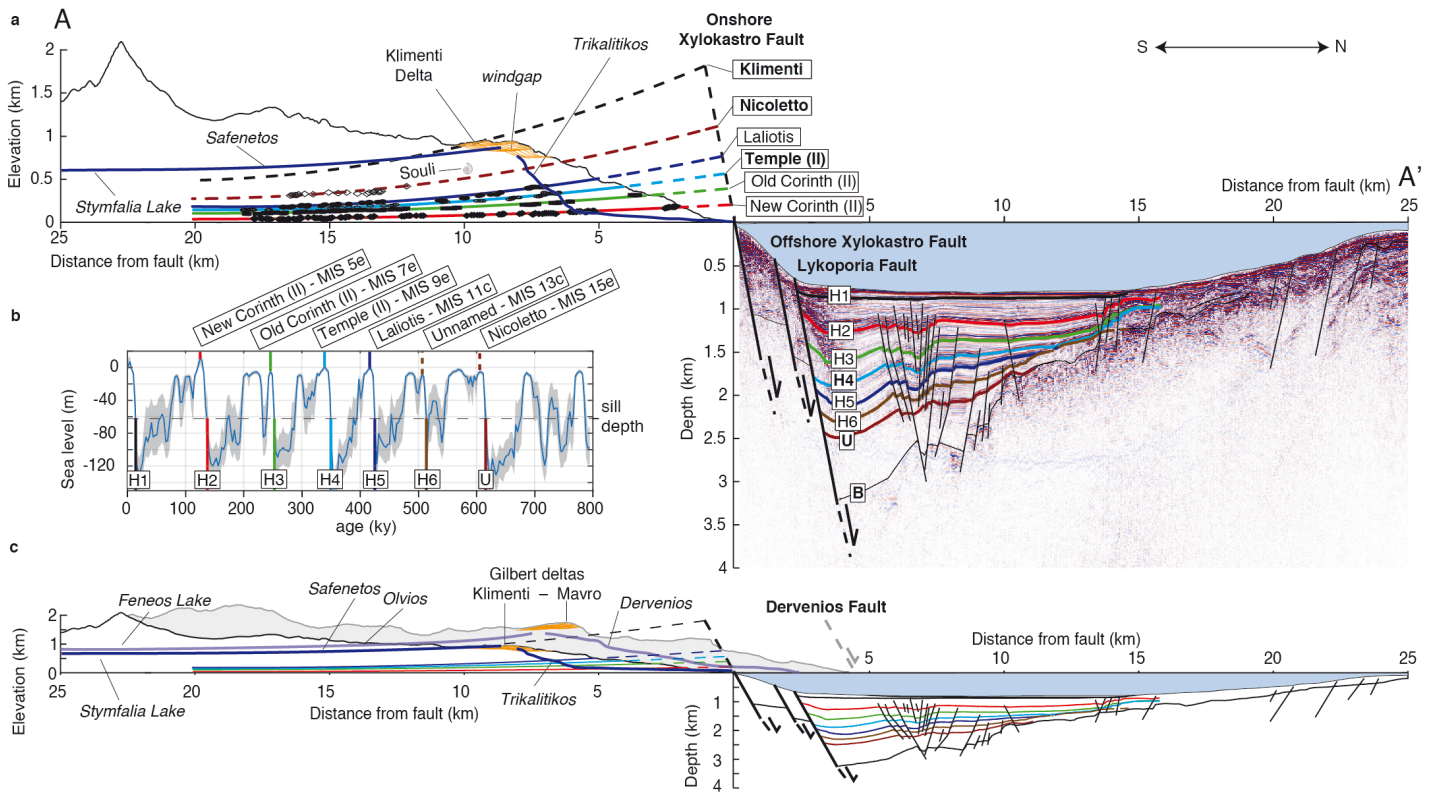 a
A
Onshore
Xylokastro Fault
S
N
Klimenti
Delta
windgap
Trikalitikos
Klimenti
Nicoletto
Laliotis
Temple (II)
Old Corinth (II)
New Corinth (II)
Safenetos
Souli
Stymfalia Lake
Elevation (km)
2
1.5
1
0.5
0
25
20
15
10
5
Distance from fault (km)
Distance from fault (km)
A'
5
10
15
20
25
Offshore Xylokastro Fault
Lykoporia Fault
Depth (km)
0.5
1
1.5
2
2.5
3
3.5
4
H1
H2
H3
H4
H5
H6
U
B
b
New Corinth (II) - MIS 5e
Old Corinth (II) - MIS 7e
Temple (II) - MIS 9e
Laliotis - MIS 11c
Unnamed - MIS 13c
Nicoletto - MIS 15e
Sea level (m)
0
-40
-80
-120
sill
depth
H1
H2
H3
H4
H5
H6
U
0
100
200
300
400
500
600
700
800
age (ky)
c
Feneos Lake
Safenetos
Olvios
Gilbert deltas
Klimenti – Mavro
Dervenios
Trikalitikos
Stymfalia Lake
Elevation (km)
2
1
0
25
20
15
10
5
Distance from fault (km)
Dervenios Fault
Distance from fault (km)
5
10
15
20
25
Depth (km)
1
2
3
4